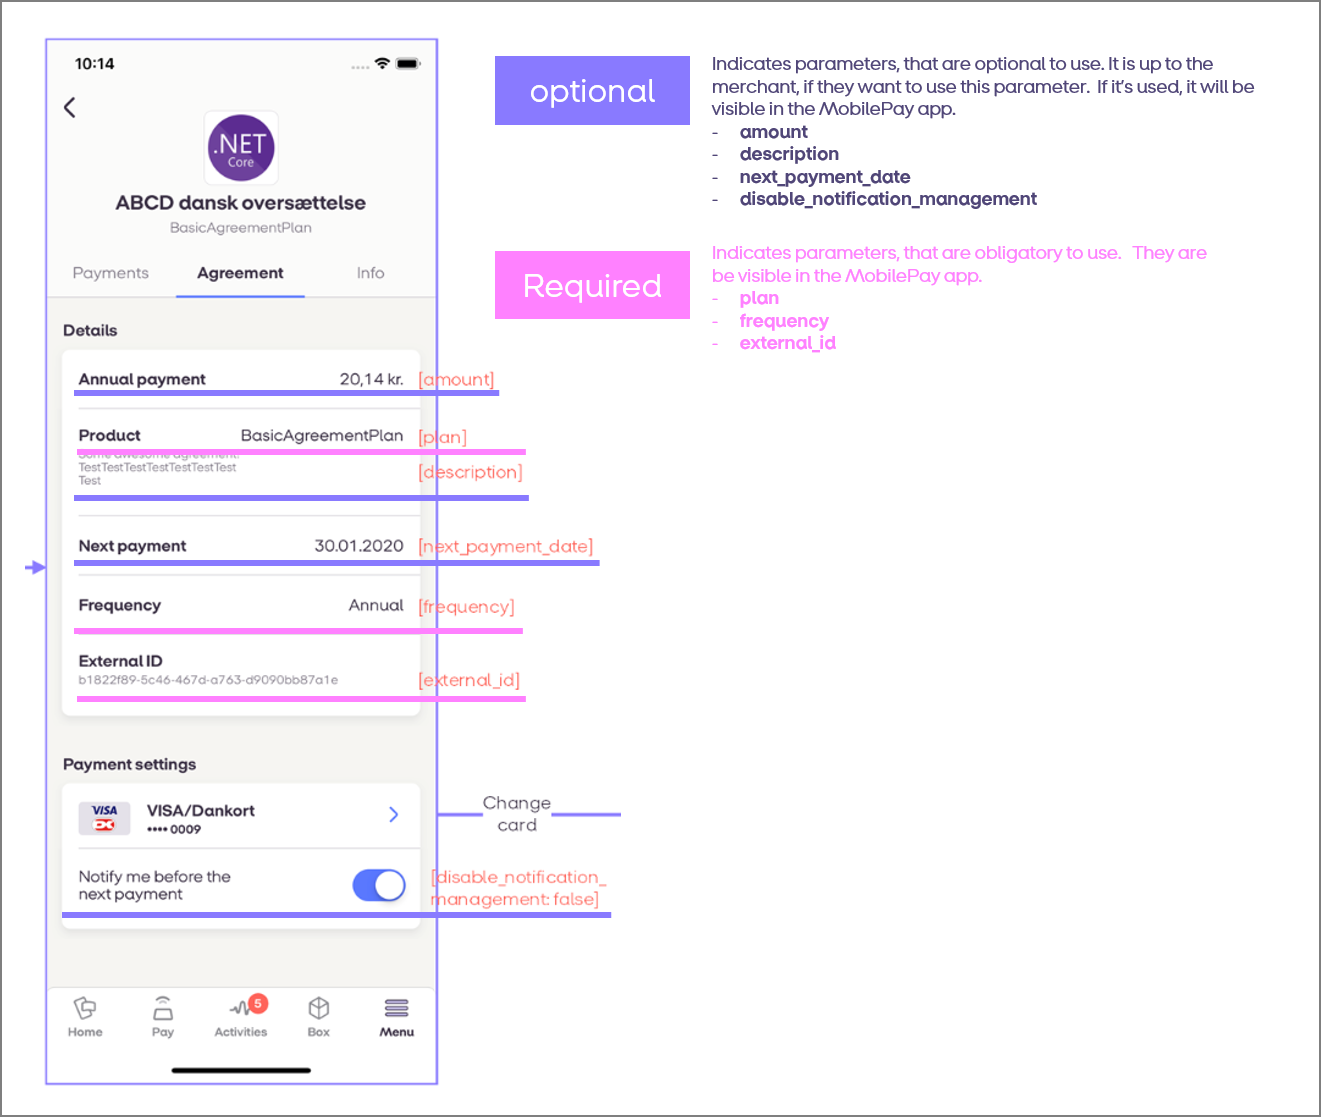 10:14
.NET
Core
ABCD dansk oversættelse
BasicAgreementPlan
Payments Agreement Info
Details
Annual payment 20,14 kr. [amount]
Product BasicAgreementPlan [plan]
Some awesome agreement.
TestTestTestTestTestTestTest
Test
[description]
Next payment 30.01.2020 [next_payment_date]
Frequency Annual [frequency]
External ID
b1822f89-5c46-467d-a763-d9090bb87a1e [external_id]
Payment settings
VISA
VISA/Dankort
•••• 0009
Change
card
Notify me before the
next payment
[disable_notification_
management: false]
5
Home Pay Activities Box Menu
optional
Indicates parameters, that are optional to use. It is up to the
merchant, if they want to use this parameter. If it's used, it will be
visible in the MobilePay app.
- amount
- description
- next_payment_date
- disable_notification_management
Required
Indicates parameters, that are obligatory to use. They are
be visible in the MobilePay app.
- plan
- frequency
- external_id